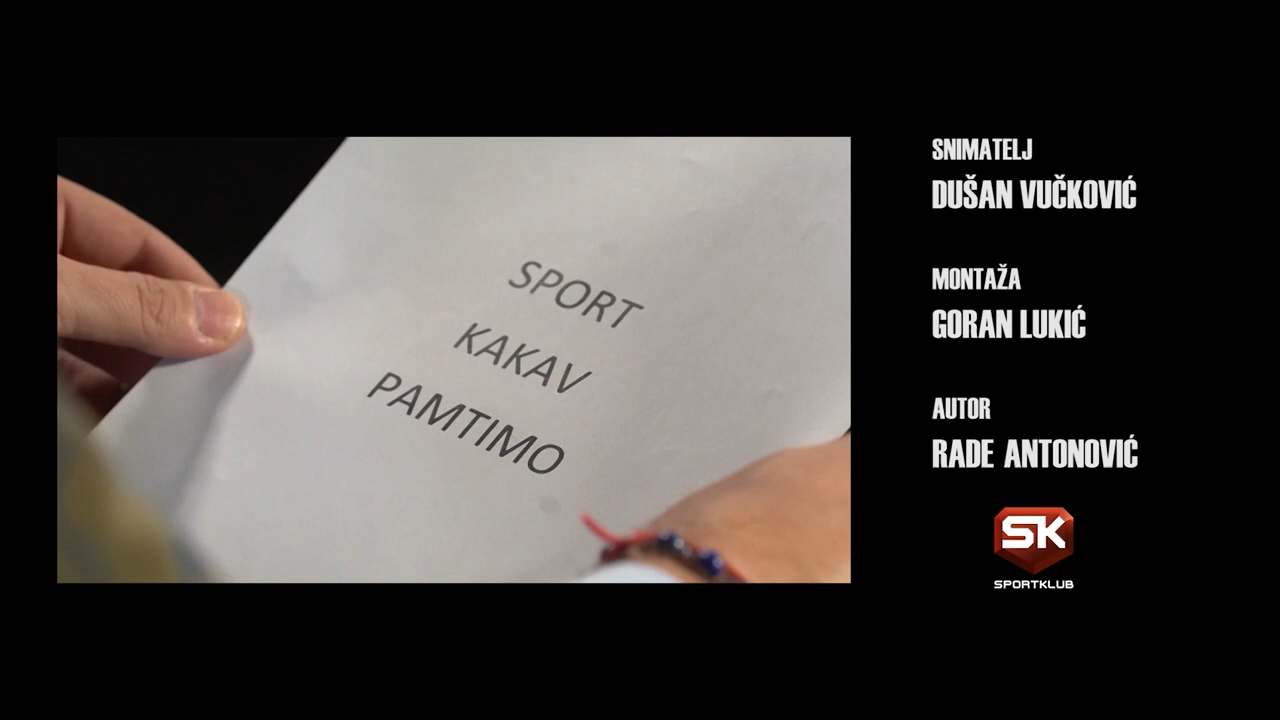 SPORT
KAKAV
PAMTIMO
SNIMATELJ
DUŠAN VUČKOVIĆ
MONTAŽA
GORAN LUKIĆ
AUTOR
RADE ANTONOVIĆ
SK
SPORTKLUB